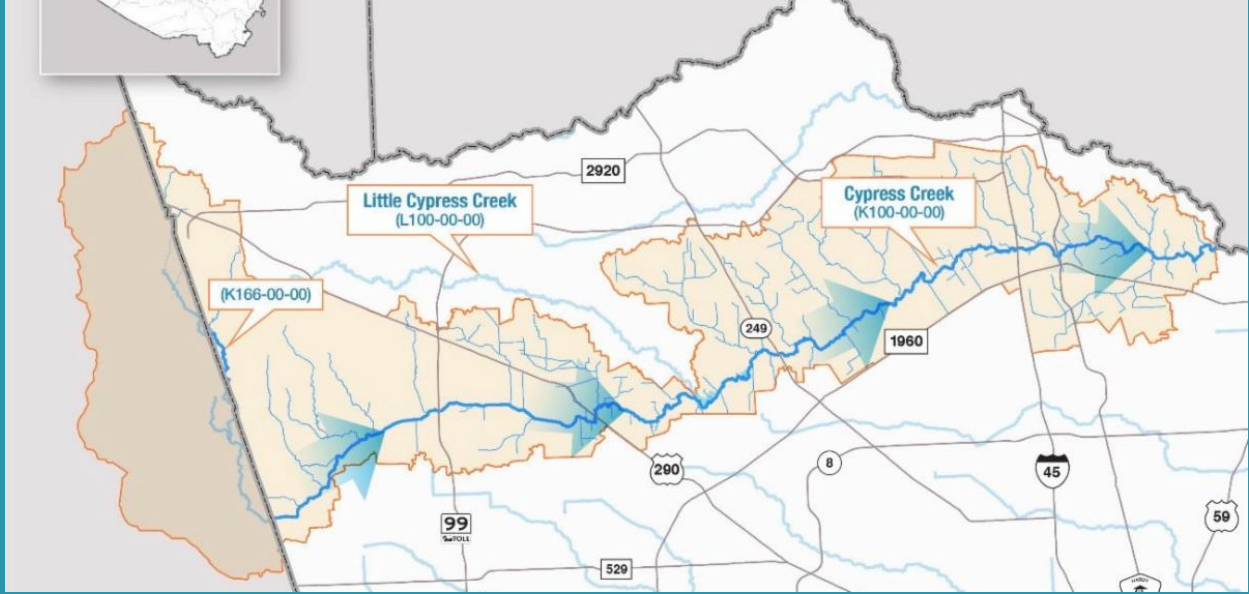 2920
Little Cypress Creek
(L100-00-00)
Cypress Creek
(K100-00-00)
(K166-00-00)
249
1960
290
8
45
99
TOLL
59
529